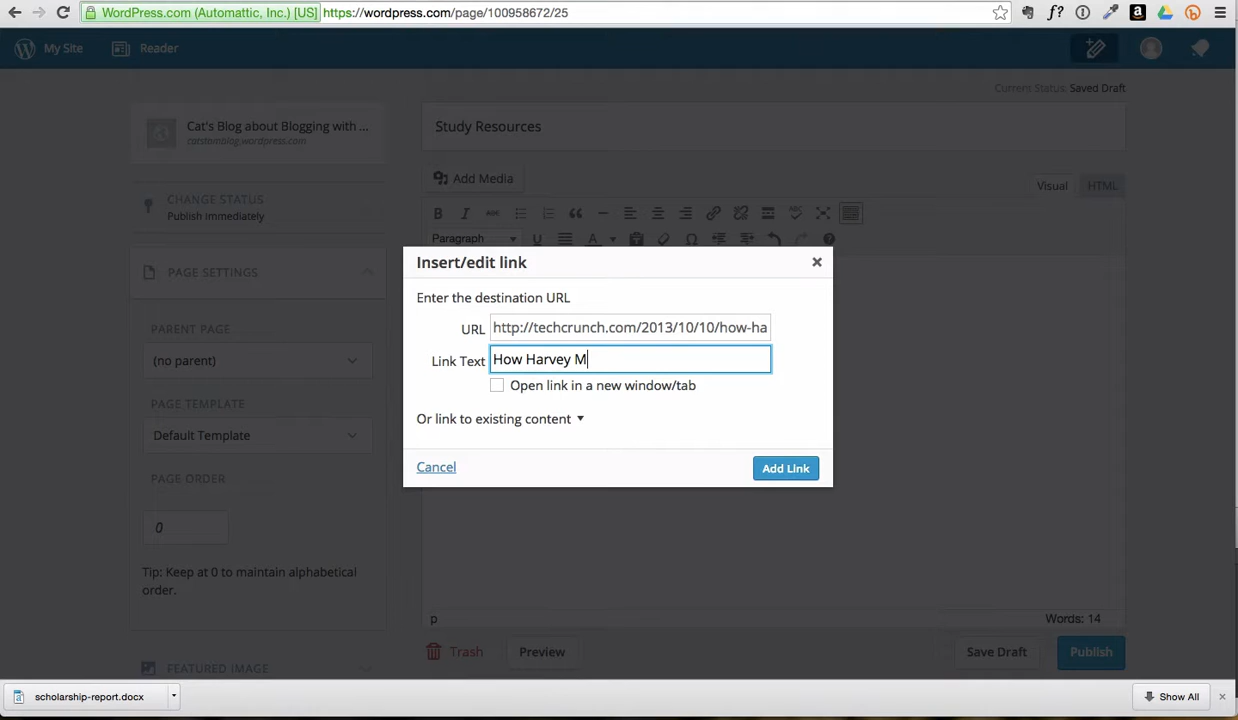 WordPress.com (Automattic, Inc.) [US] https://wordpress.com/page/100958672/25
f?
a
My Site Reader
Current Status: Saved Draft
Cat's Blog about Blogging with ...
catstomblog.wordpress.com
Study Resources
CHANGE STATUS
Publish Immediately
Add Media
Visual HTML
B I ABC ABC
Paragraph U A
PAGE SETTINGS
PARENT PAGE
(no parent)
PAGE TEMPLATE
Default Template
PAGE ORDER
0
Tip: Keep at 0 to maintain alphabetical
order.
FEATURED IMAGE
Insert/edit link
Enter the destination URL
URL http://techcrunch.com/2013/10/10/how-ha
Link Text How Harvey M
Open link in a new window/tab
Or link to existing content
Cancel Add Link
p Words: 14
Trash Preview Save Draft Publish
scholarship-report.docx Show All